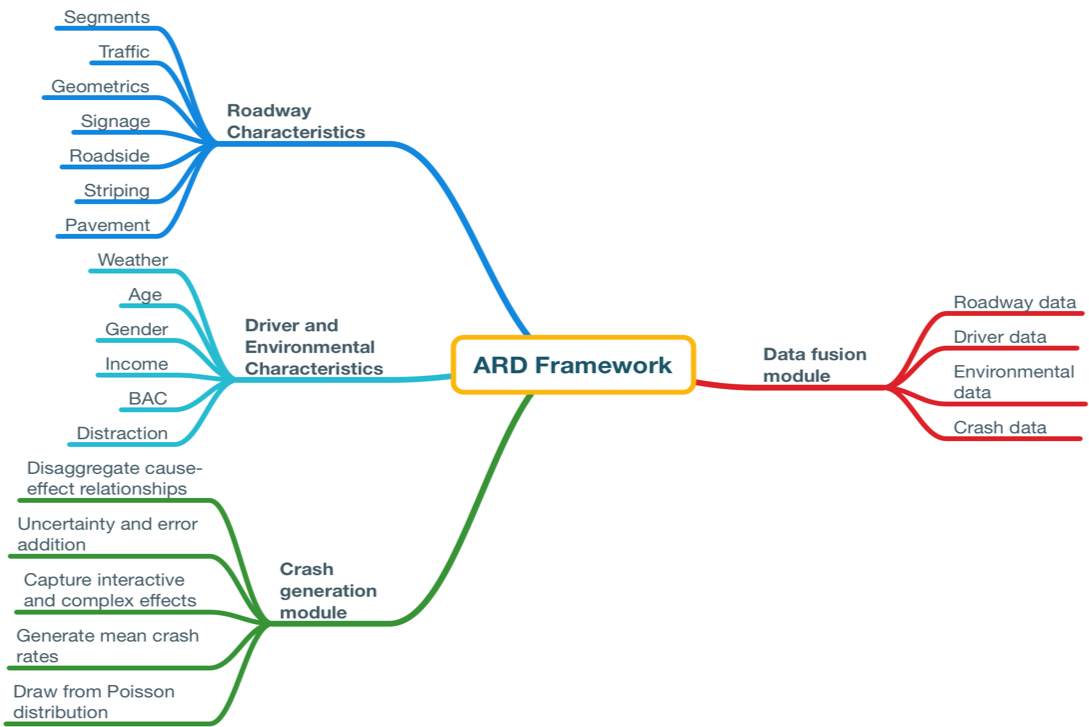 Segments
Traffic
Geometrics
Signage
Roadside
Striping
Pavement
Roadway
Characteristics
Weather
Age
Gender
Income
BAC
Distraction
Driver and
Environmental
Characteristics
Disaggregate cause-
effect relationships
Uncertainty and error
addition
Capture interactive
and complex effects
Generate mean crash
rates
Draw from Poisson
distribution
Crash
generation
module
ARD Framework
Data fusion
module
Roadway data
Driver data
Environmental
data
Crash data